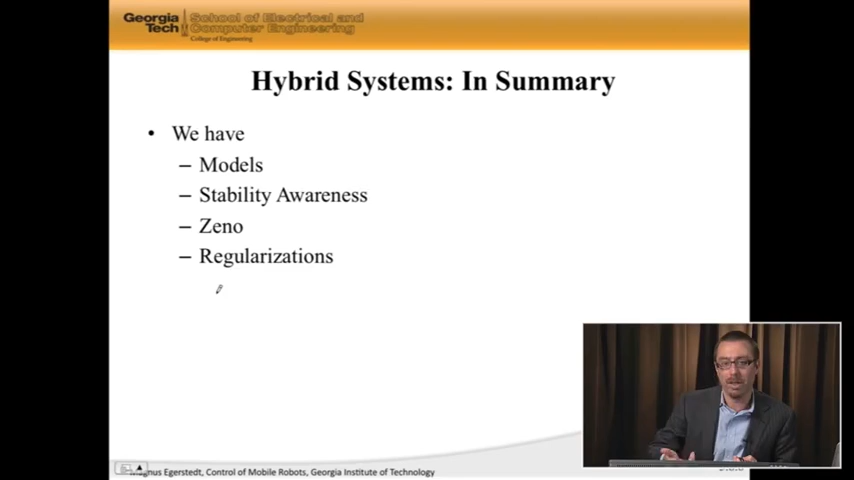 Georgia Tech
School of Electrical and Computer Engineering
College of Engineering
Hybrid Systems: In Summary
• We have
– Models
– Stability Awareness
– Zeno
– Regularizations
Egerstedt, Control of Mobile Robots, Georgia Institute of Technology